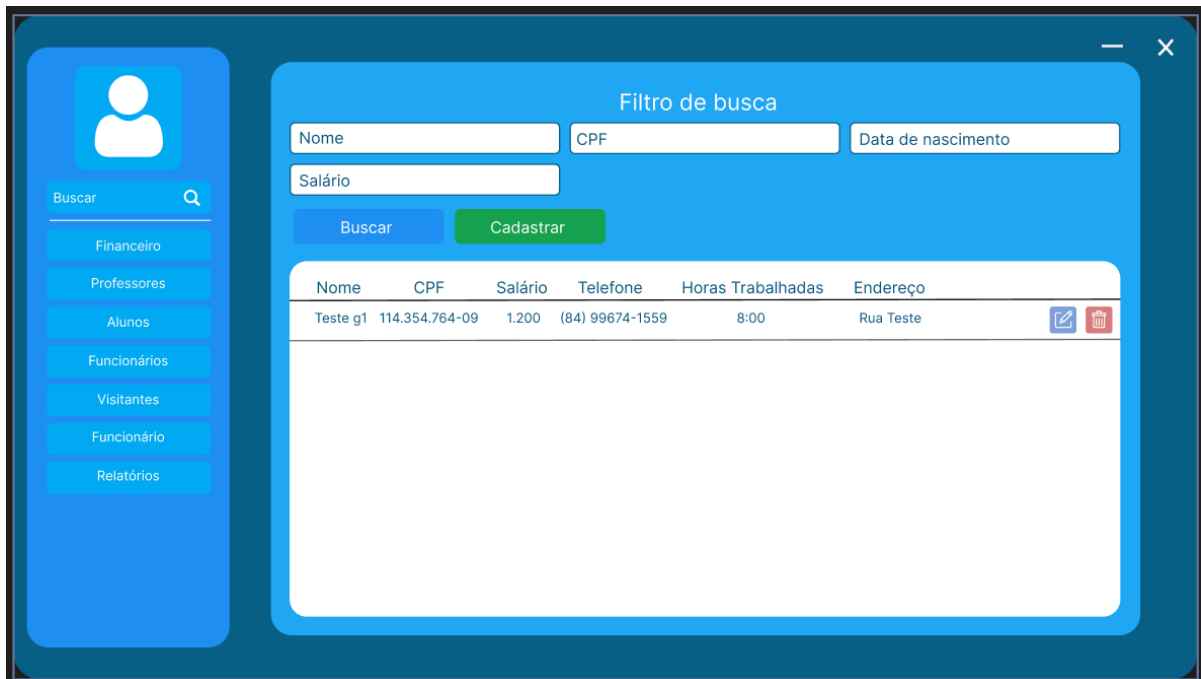 Buscar
Financeiro
Professores
Alunos
Funcionários
Visitantes
Funcionário
Relatórios
Filtro de busca
Nome CPF Data de nascimento
Salário
Buscar Cadastrar
Nome CPF Salário Telefone Horas Trabalhadas Endereço
Teste g1 114.354.764-09 1.200 (84) 99674-1559 8:00 Rua Teste